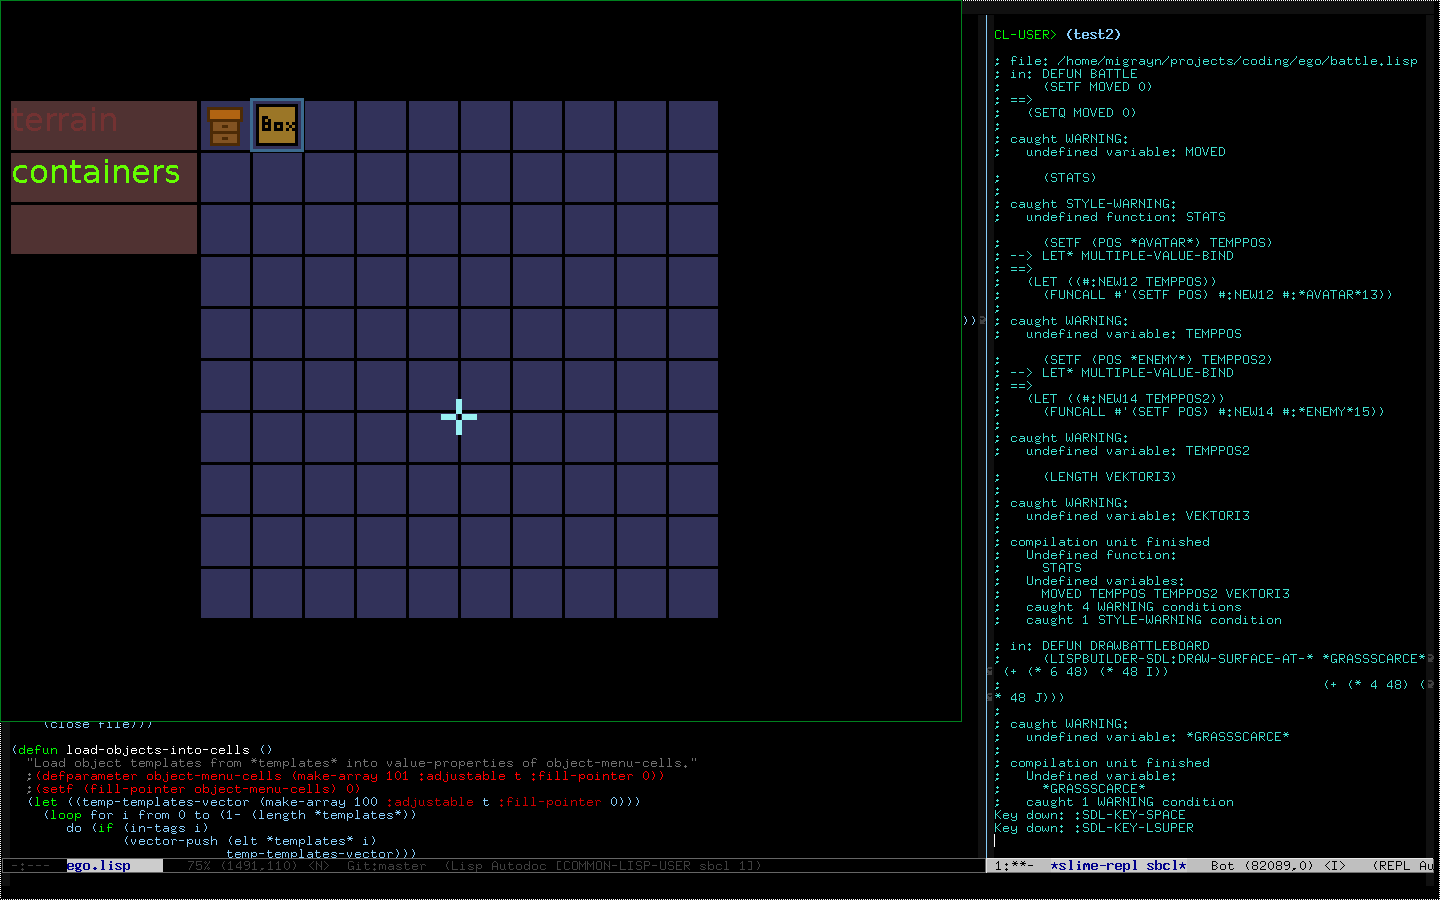 terrain
Box
containers
))
(close file)))
(defun load-objects-into-cells ()
"Load object templates from *templates* into value-properties of object-menu-cells."
;(defparameter object-menu-cells (make-array 101 :adjustable t :fill-pointer 0))
;(setf (fill-pointer object-menu-cells) 0)
(let ((temp-templates-vector (make-array 100 :adjustable t :fill-pointer 0)))
(loop for i from 0 to (1- (length *templates*))
do (if (in-tags i)
(vector-push (elt *templates* i)
temp-templates-vector)))
-:--- ego.lisp 75% (1491,110) <N> Git:master (Lisp Autodoc [COMMON-LISP-USER sbcl 1])
CL-USER> (test2)
; file: /home/migrayn/projects/coding/ego/battle.lisp
; in: DEFUN BATTLE
; (SETF MOVED 0)
; ==>
; (SETQ MOVED 0)
;
; caught WARNING:
; undefined variable: MOVED
; (STATS)
;
; caught STYLE-WARNING:
; undefined function: STATS
; (SETF (POS *AVATAR*) TEMPPOS)
; --> LET* MULTIPLE-VALUE-BIND
; ==>
; (LET ((#:NEW12 TEMPPOS))
; (FUNCALL #'(SETF POS) #:NEW12 #:*AVATAR*13))
;
; caught WARNING:
; undefined variable: TEMPPOS
; (SETF (POS *ENEMY*) TEMPPOS2)
; --> LET* MULTIPLE-VALUE-BIND
; ==>
; (LET ((#:NEW14 TEMPPOS2))
; (FUNCALL #'(SETF POS) #:NEW14 #:*ENEMY*15))
;
; caught WARNING:
; undefined variable: TEMPPOS2
; (LENGTH VEKTORI3)
;
; caught WARNING:
; undefined variable: VEKTORI3
;
; compilation unit finished
; Undefined function:
; STATS
; Undefined variables:
; MOVED TEMPPOS TEMPPOS2 VEKTORI3
; caught 4 WARNING conditions
; caught 1 STYLE-WARNING condition
; in: DEFUN DRAWBATTLEBOARD
; (LISPBUILDER-SDL:DRAW-SURFACE-AT-* *GRASSSCARCE*
(+ (* 6 48) (* 48 I))
; (+ (* 4 48) (
* 48 J)))
;
; caught WARNING:
; undefined variable: *GRASSSCARCE*
;
; compilation unit finished
; Undefined variable:
; *GRASSSCARCE*
; caught 1 WARNING condition
Key down: :SDL-KEY-SPACE
Key down: :SDL-KEY-LSUPER
1:**- *slime-repl sbcl* Bot (82089,0) <I> (REPL Au